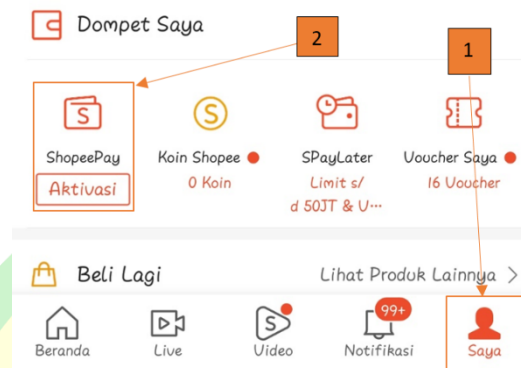 Dompet Saya
2
1
S
S
ShopeePay
Koin Shopee
SPayLater
Voucher Saya
Aktivasi
0 Koin
Limit s/
d 50JT & U...
16 Voucher
Beli Lagi
Lihat Produk Lainnya >
99+
S
Beranda
Live
Video
Notifikasi
Saya